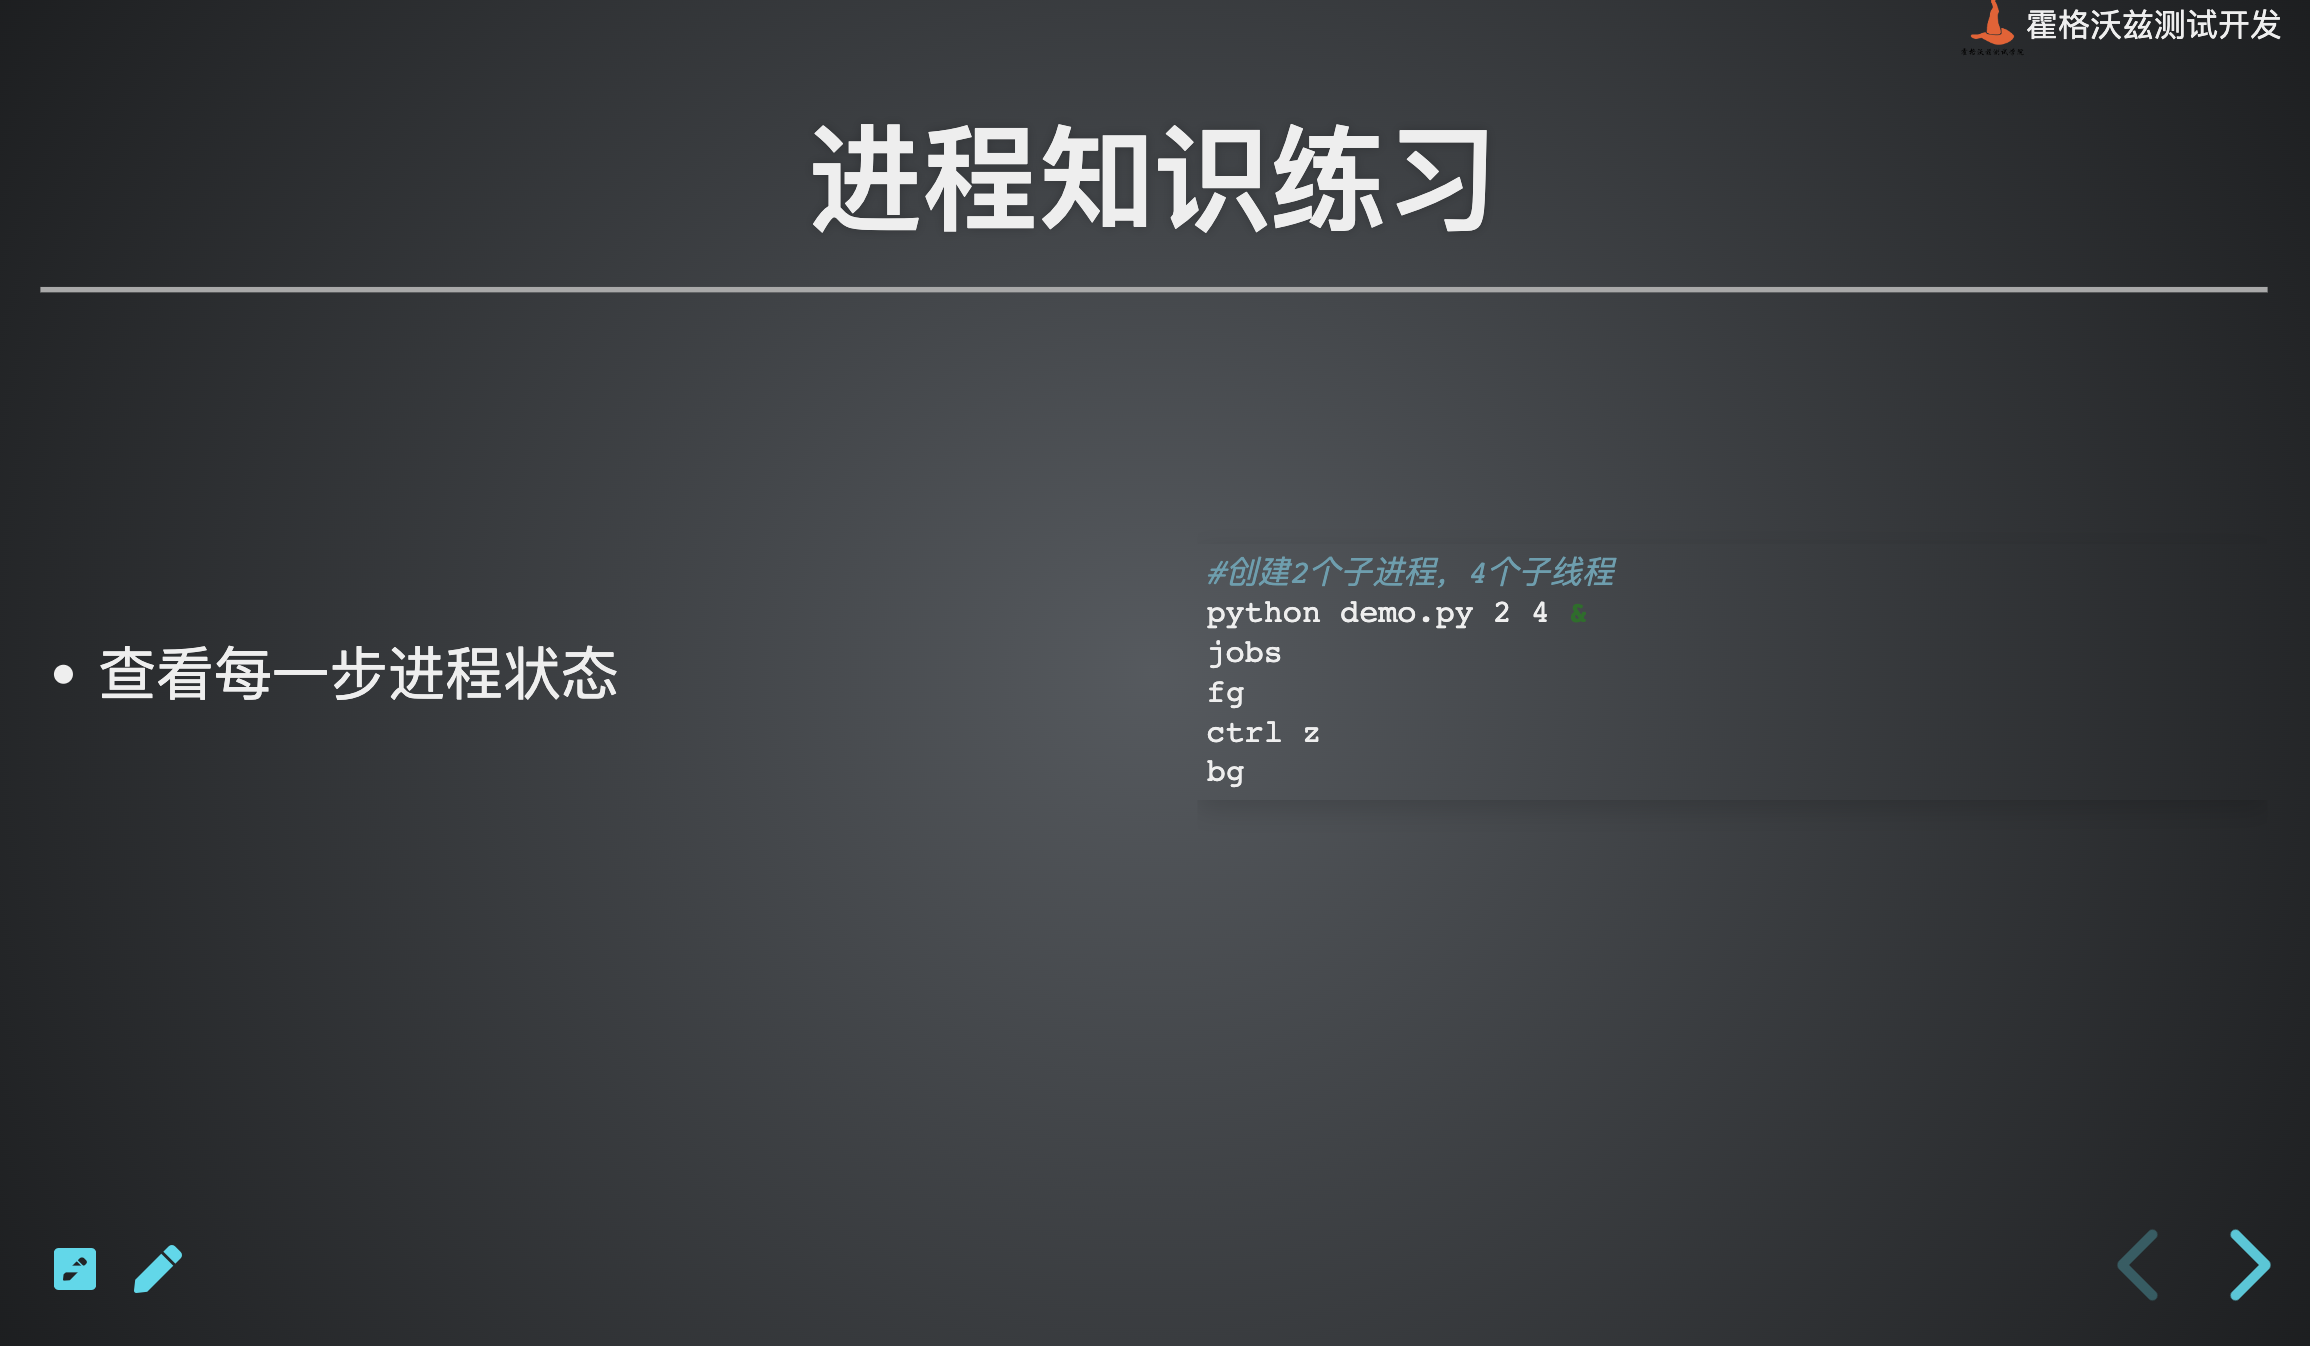 霍格沃兹测试开发
进程知识练习
查看每一步进程状态
#创建2个子进程，4个子线程
python demo.py 2 4 &
jobs
fg
ctrl z
bg